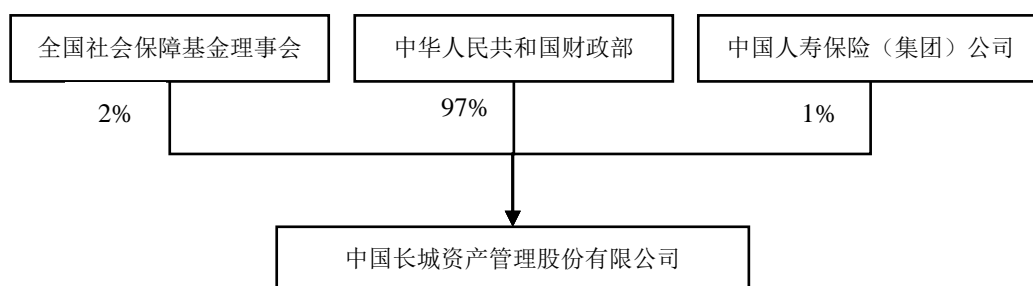 全国社会保障基金理事会
中华人民共和国财政部
中国人寿保险（集团）公司
2%
97%
1%
中国长城资产管理股份有限公司